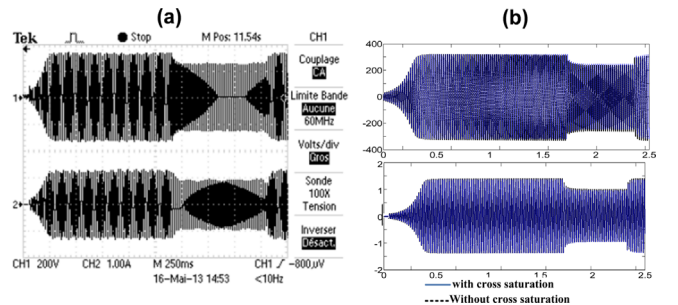 (a)
Tek Stop M Pos: 11.54s CH1
Couplage
CA
Limite Bande
Aucune
60MHz
Volts/div
Gros
Sonde
100X
Tension
Inverser
Désact.
1
2
CH1 200V CH2 1.00A M 250ms CH1 -800,uV
16-Mai-13 14:53 <10Hz
(b)
400
200
0
-200
-400
0 0.5 1 1.5 2 2.5
2
1
0
-1
-2
0 0.5 1 1.5 2 2.5
with cross saturation
Without cross saturation